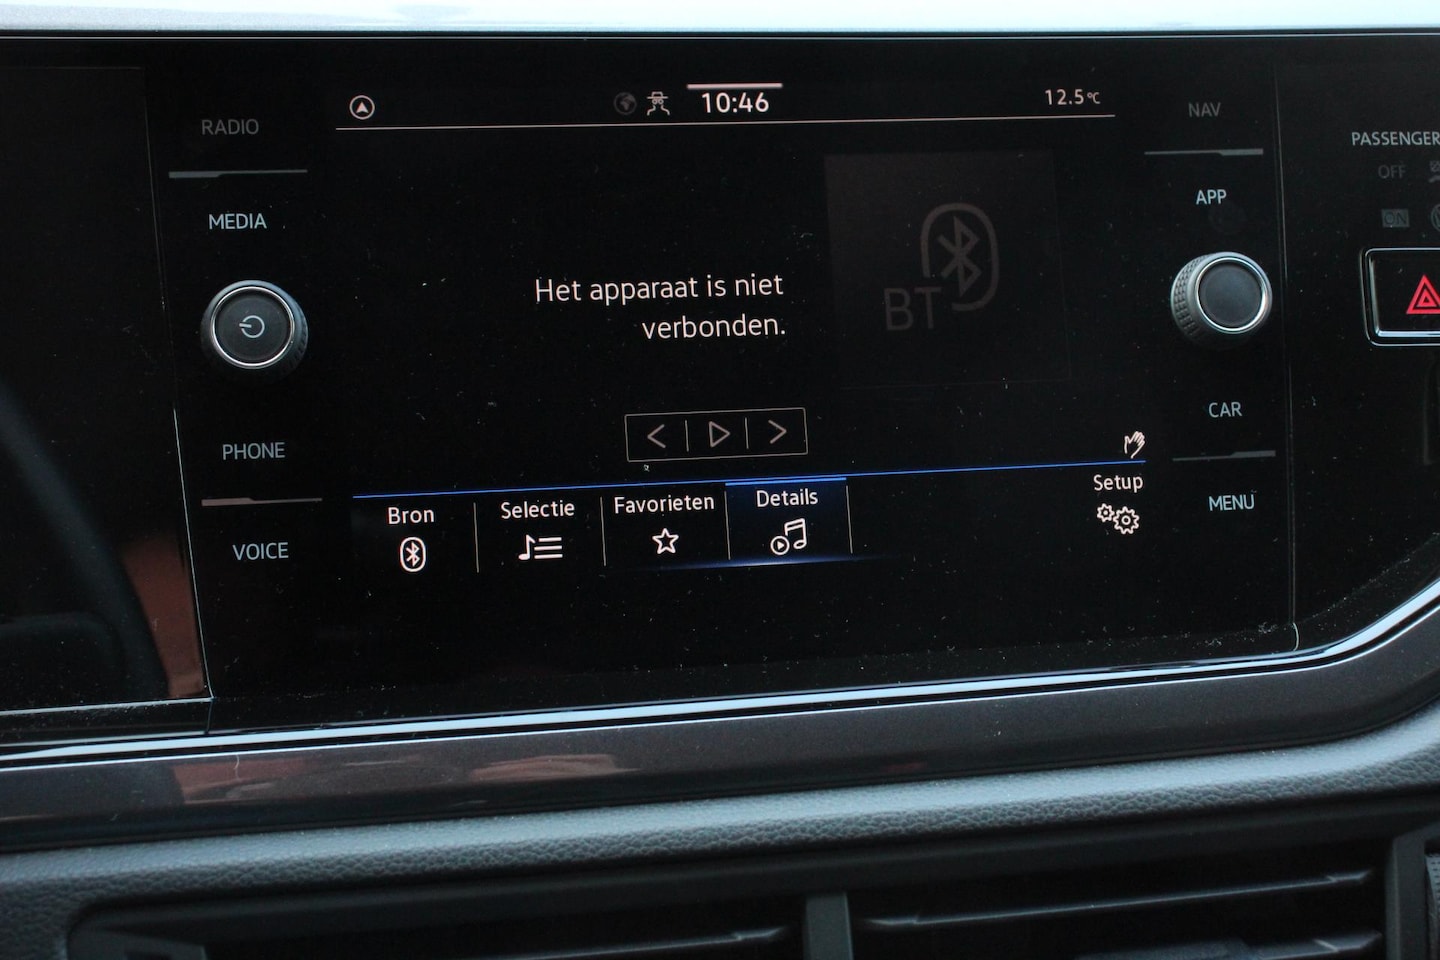 10:46
12.5°C
RADIO
MEDIA
PHONE
VOICE
Het apparaat is niet
verbonden.
BT
Bron
Selectie
Favorieten
Details
Setup
NAV
APP
CAR
MENU
PASSENGER
OFF
ON